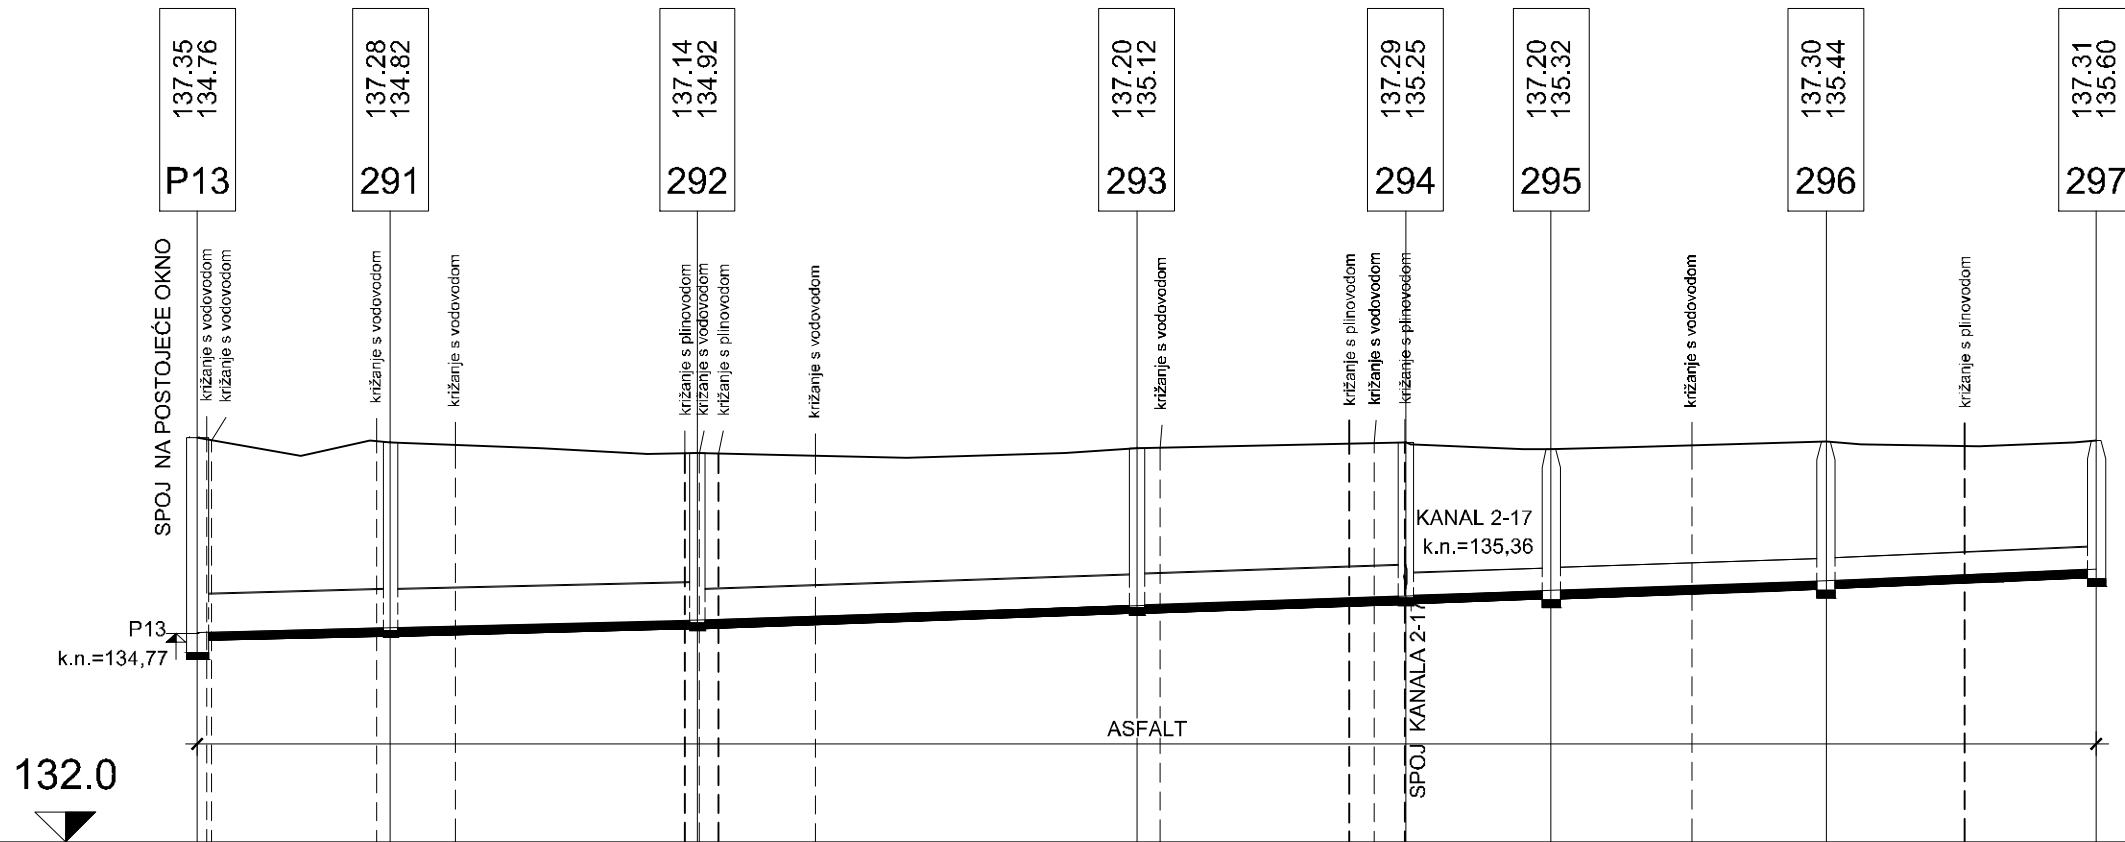 137.35
134.76
P13
137.28
134.82
291
137.14
134.92
292
137.20
135.12
293
137.29
135.25
294
137.20
135.32
295
137.30
135.44
296
137.31
135.60
297
SPOJ NA POSTOJEĆE OKNO
križanje s vodovodom
križanje s vodovodom
križanje s vodovodom
križanje s vodovodom
križanje s plinovodom
križanje s vodovodom
križanje s plinovodom
križanje s vodovodom
križanje s vodovodom
križanje s plinovodom
križanje s vodovodom
križanje s plinovodom
križanje s vodovodom
križanje s plinovodom
KANAL 2-17
k.n.=135,36
P13
k.n.=134,77
SPOJ KANALA 2-17
ASFALT
132.0